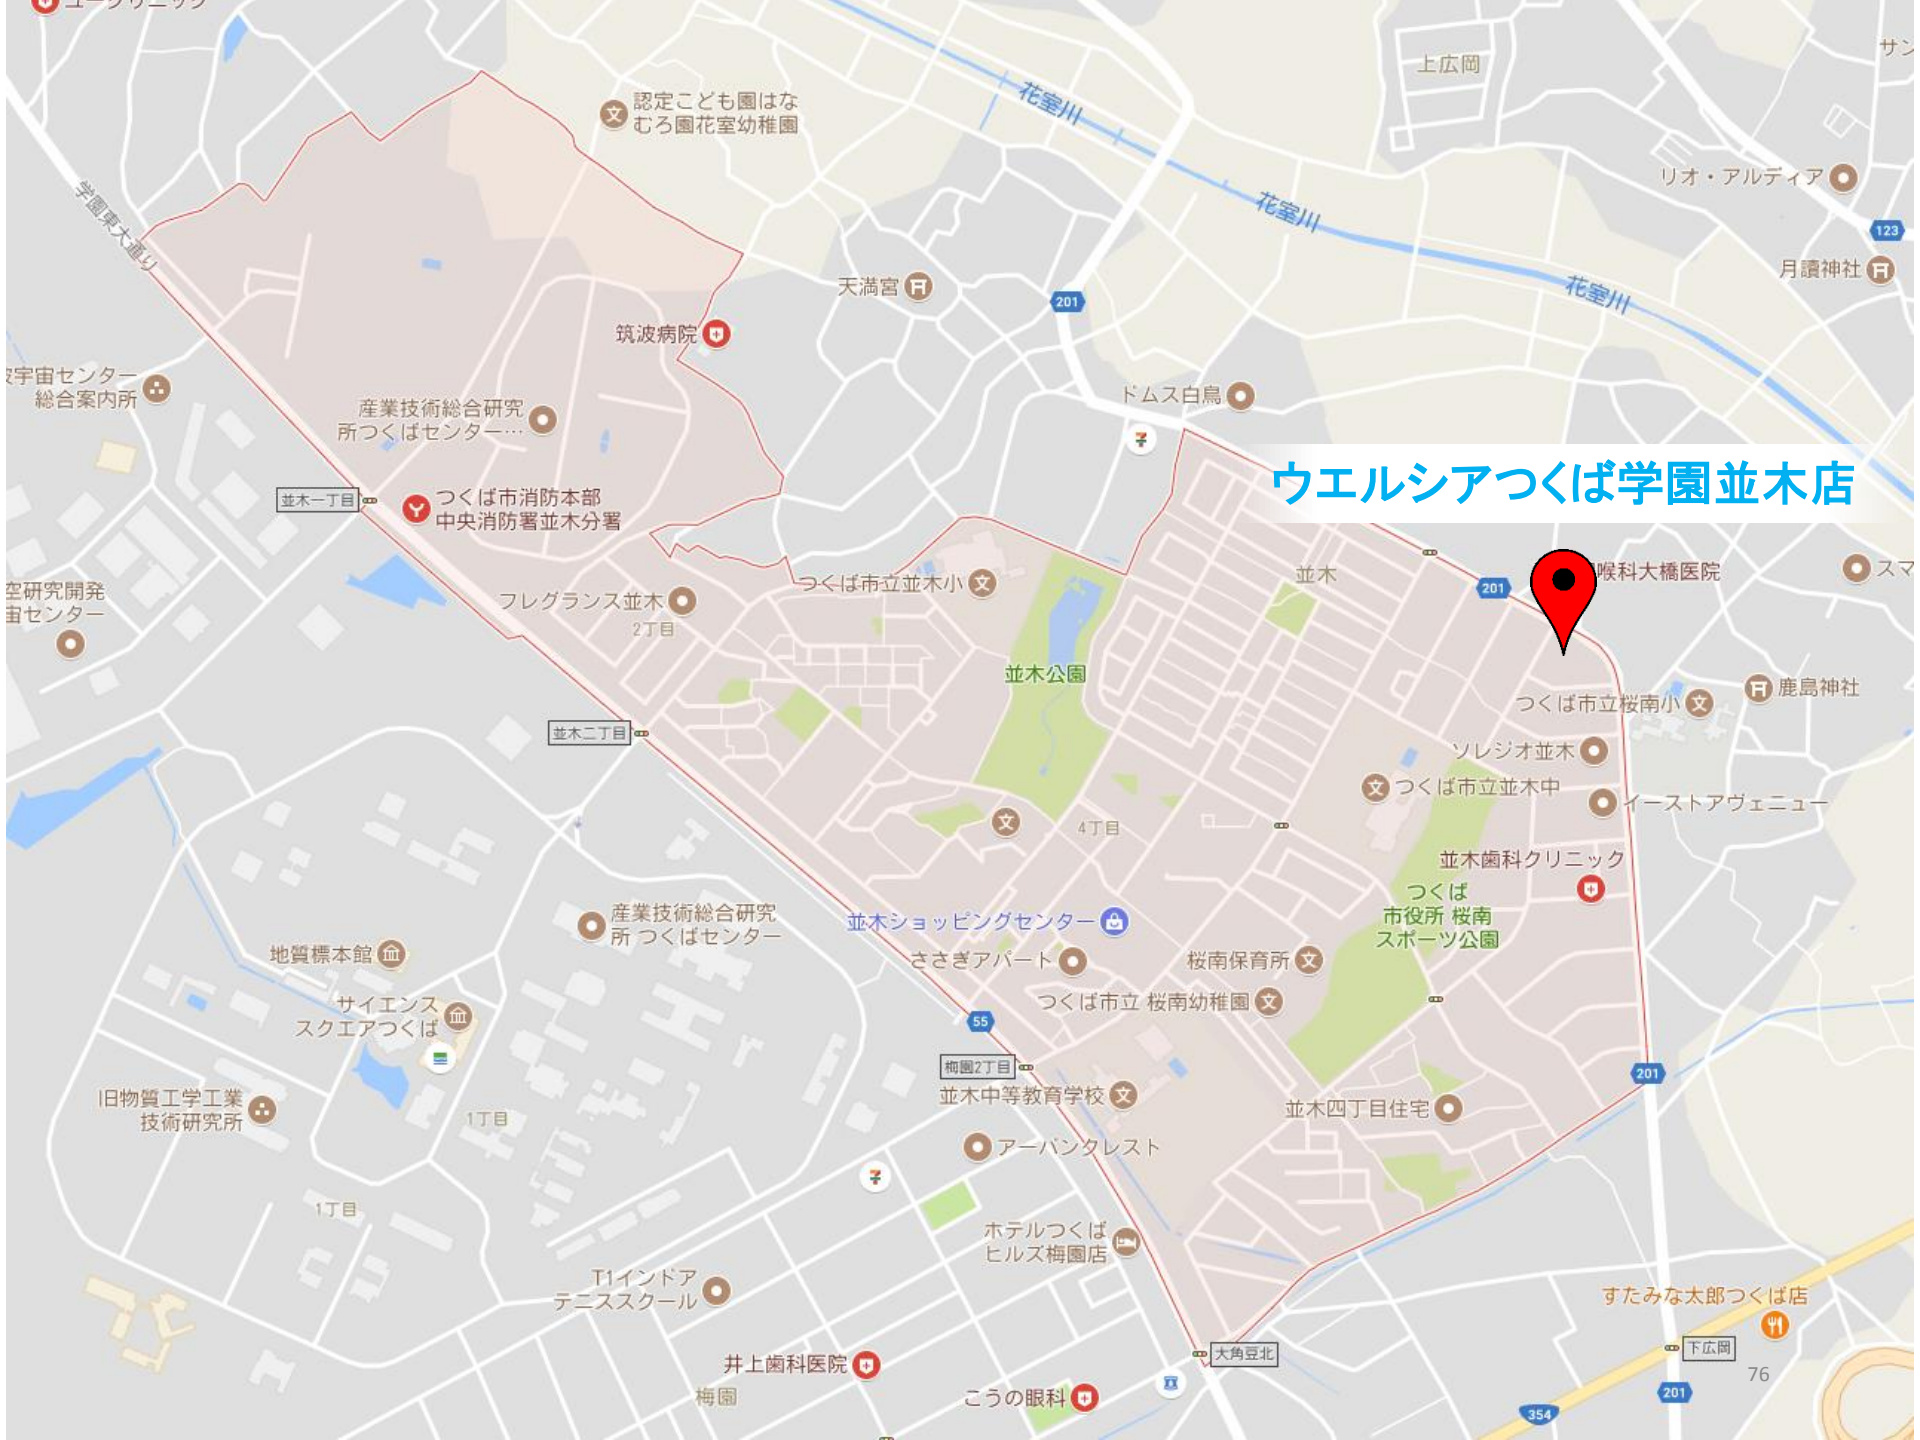 ユークリニック
上広岡
サン
花室川
認定こども園はな
むろ園花室幼稚園
リオ・アルディア
学園東大通り
花室川
123
月讀神社
天満宮
201
花室川
筑波病院
宇宙センター
総合案内所
産業技術総合研究
所つくばセンター…
ドムス白鳥
ウエルシアつくば学園並木店
並木一丁目
つくば市消防本部
中央消防署並木分署
喉科大橋医院
スマ
空研究開発
宙センター
フレグランス並木
2丁目
つくば市立並木小
並木
201
並木公園
つくば市立桜南小
鹿島神社
並木二丁目
ソレジオ並木
つくば市立並木中
イーストアヴェニュー
4丁目
並木歯科クリニック
つくば
市役所 桜南
スポーツ公園
産業技術総合研究
所 つくばセンター
並木ショッピングセンター
地質標本館
ささぎアパート
桜南保育所
サイエンス
スクエアつくば
つくば市立 桜南幼稚園
55
梅園2丁目
201
旧物質工学工業
技術研究所
1丁目
並木中等教育学校
並木四丁目住宅
アーバンクレスト
1丁目
ホテルつくば
ヒルズ梅園店
T1インドア
テニススクール
すたみな太郎つくば店
大角豆北
下広岡
76
井上歯科医院
梅園
こうの眼科
201
354